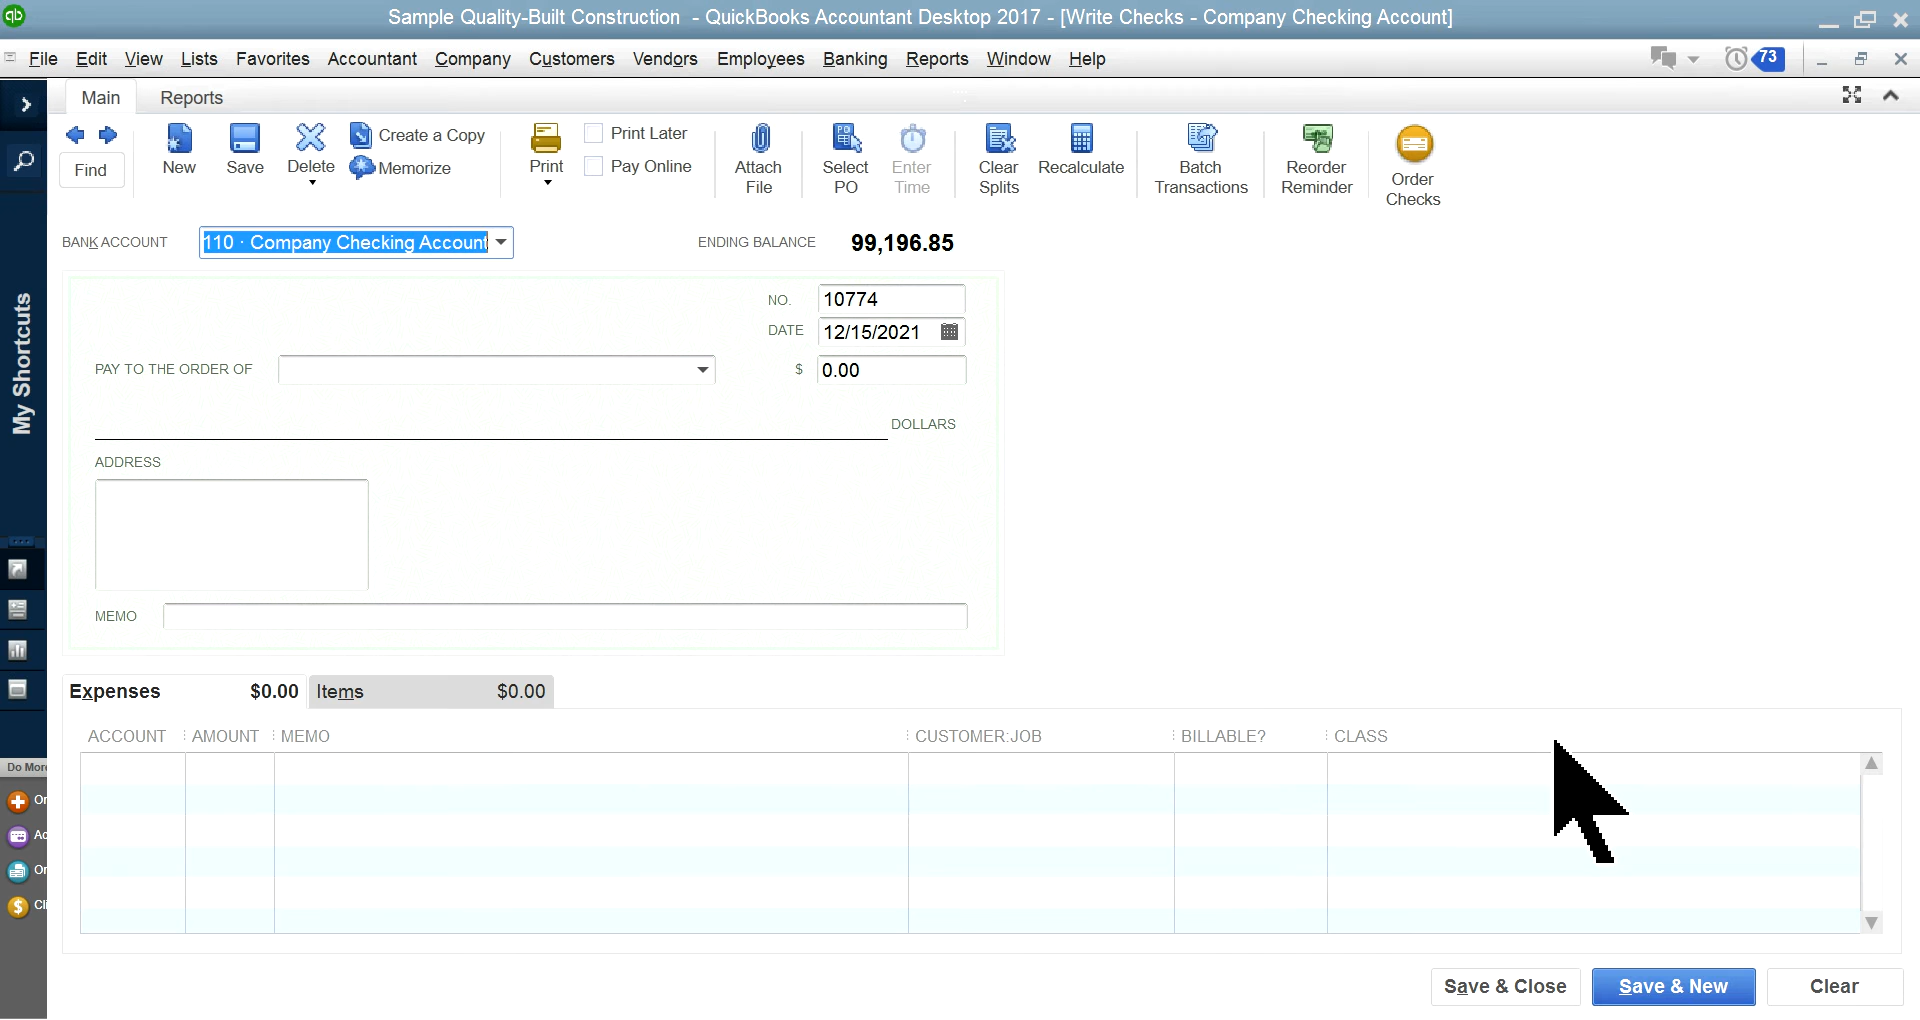 qb
Sample Quality-Built Construction - QuickBooks Accountant Desktop 2017 - [Write Checks - Company Checking Account]
File Edit View Lists Favorites Accountant Company Customers Vendors Employees Banking Reports Window Help
73
Main Reports
Find
New
Save
Delete
Create a Copy
Memorize
Print
Print Later
Pay Online
Attach File
Select PO
Enter Time
Clear Splits
Recalculate
Batch Transactions
Reorder Reminder
Order Checks
My Shortcuts
BANK ACCOUNT 110 · Company Checking Account ENDING BALANCE 99,196.85
NO. 10774
DATE 12/15/2021
PAY TO THE ORDER OF $ 0.00
DOLLARS
ADDRESS
MEMO
Expenses $0.00 Items $0.00
ACCOUNT AMOUNT MEMO CUSTOMER:JOB BILLABLE? CLASS
Do More
Or
Ac
Or
Cli
Save & Close Save & New Clear